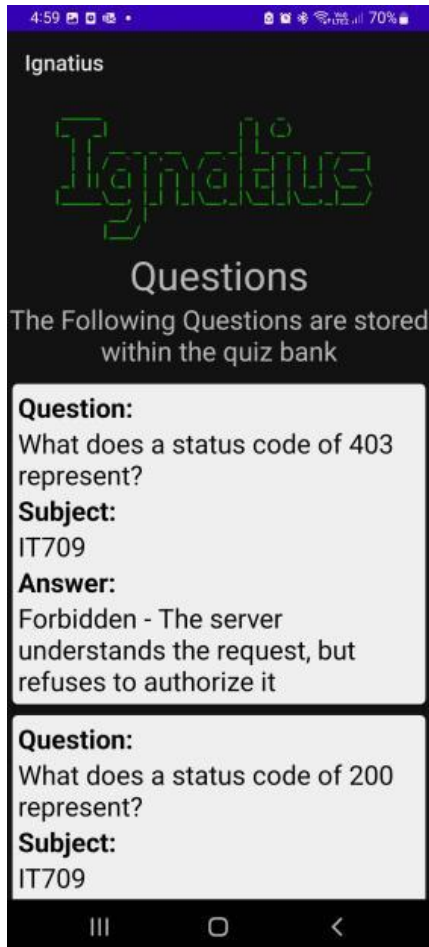 4:59
70%
Ignatius
Ignatius
Questions
The Following Questions are stored
within the quiz bank
Question:
What does a status code of 403
represent?
Subject:
IT709
Answer:
Forbidden - The server
understands the request, but
refuses to authorize it
Question:
What does a status code of 200
represent?
Subject:
IT709